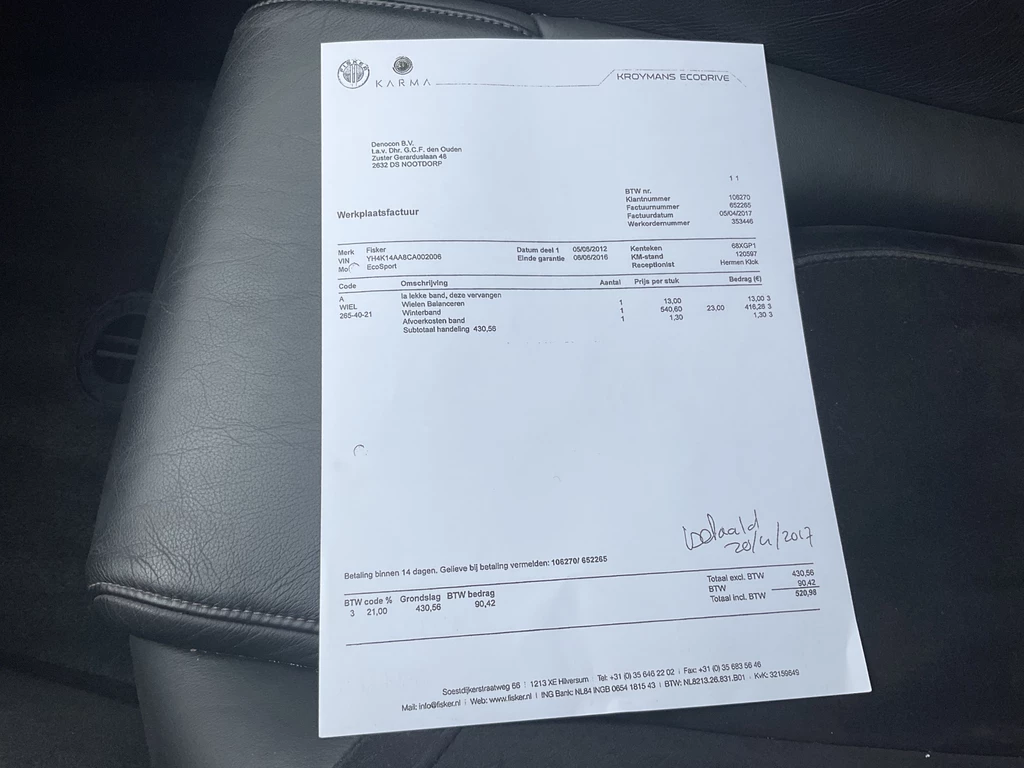 FISKER
KARMA
KROYMANS ECODRIVE
Denocon B.V.
t.a.v. Dhr. G.C.F. den Ouden
Zuster Gerarduslaan 48
2632 DS NOOTDORP
1 1
BTW nr.
Klantnummer 106270
Factuurnummer 652265
Factuurdatum 05/04/2017
Werkordernummer 353446
Werkplaatsfactuur
Merk Fisker Datum deel 1 05/06/2012 Kenteken 68XGP1
VIN YH4K14AA8CA002006 Einde garantie 06/06/2016 KM-stand 120597
Mo EcoSport Receptionist Hermen Klok
Code Omschrijving Aantal Prijs per stuk Bedrag (€)
A la lekke band, deze vervangen
WIEL Wielen Balanceren 1 13,00 13,00 3
265-40-21 Winterband 1 540,60 23,00 416,26 3
Afvoerkosten band 1 1,30 1,30 3
Subtotaal handeling 430,56
betaald
20/4/2017
Betaling binnen 14 dagen. Gelieve bij betaling vermelden: 106270/ 652265
BTW code % Grondslag BTW bedrag
3 21,00 430,56 90,42
Totaal excl. BTW 430,56
BTW 90,42
Totaal incl. BTW 520,98
Soestdijkerstraatweg 66 | 1213 XE Hilversum | Tel: +31 (0) 35 646 22 02 | Fax: +31 (0) 35 683 56 46
Mail: info@fisker.nl | Web: www.fisker.nl | ING Bank: NL84 INGB 0654 1815 43 | BTW: NL8213.26.831.B01 | KvK: 32159649